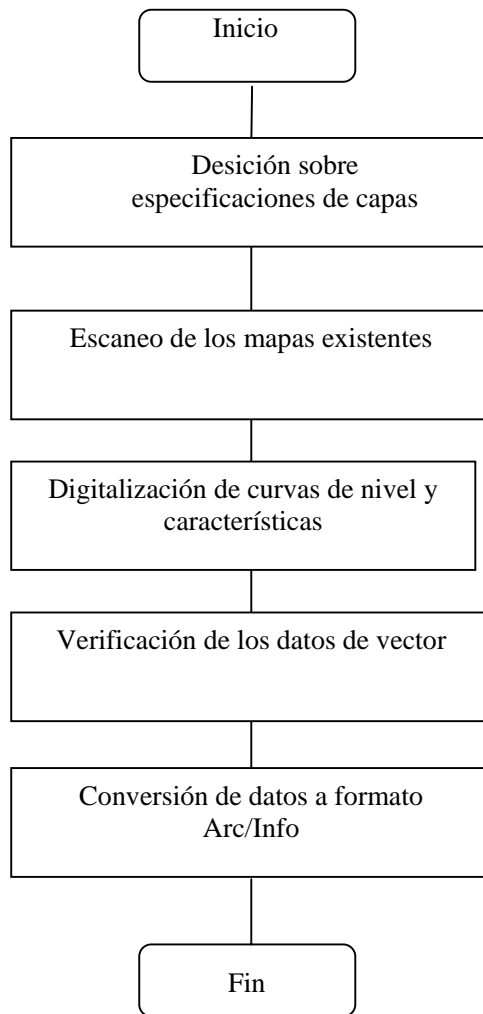 Inicio
Desición sobre
especificaciones de capas
Escaneo de los mapas existentes
Digitalización de curvas de nivel y
características
Verificación de los datos de vector
Conversión de datos a formato
Arc/Info
Fin